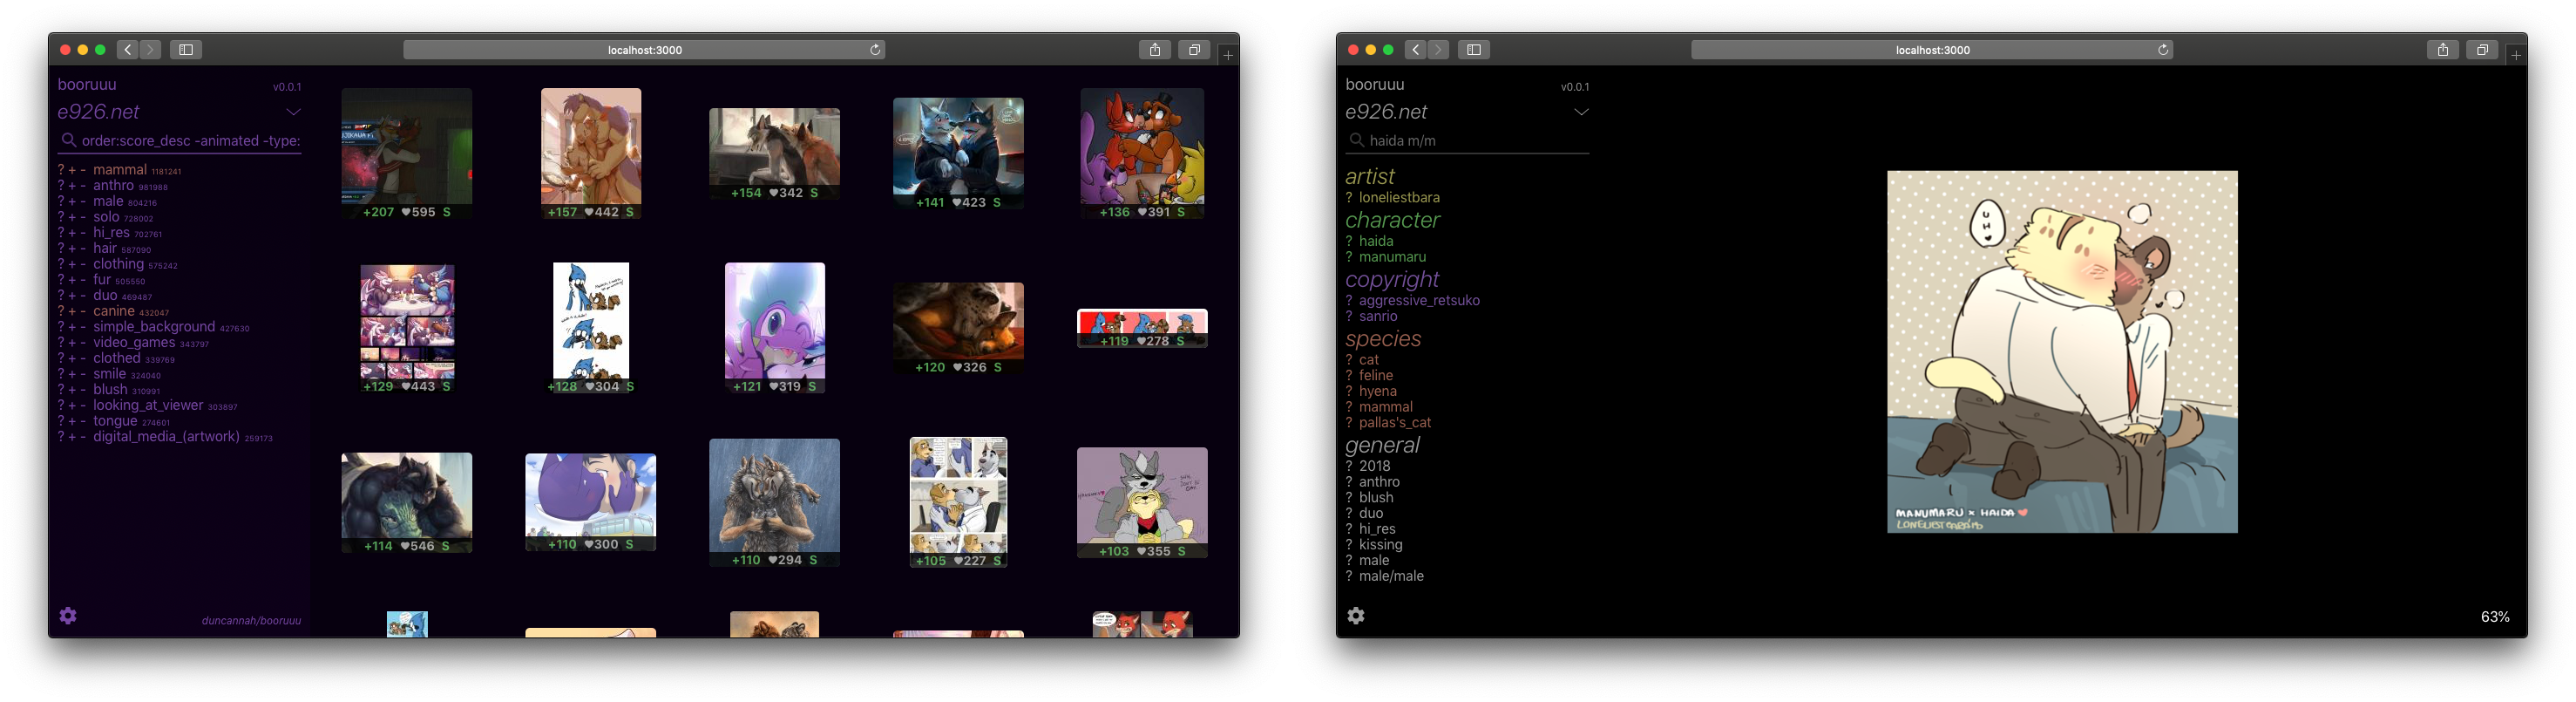 localhost:3000
booruuu
v0.0.1
e926.net
order:score_desc -animated -type:
? + - mammal 1181241
? + - anthro 981988
? + - male 804216
? + - solo 728002
? + - hi_res 702761
? + - hair 587090
? + - clothing 575242
? + - fur 505550
? + - duo 469487
? + - canine 432047
? + - simple_background 427630
? + - video_games 343797
? + - clothed 339769
? + - smile 324040
? + - blush 310991
? + - looking_at_viewer 303897
? + - tongue 274601
? + - digital_media_(artwork) 259173
duncannah/booruuu
+207 ♥595 S
+157 ♥442 S
+154 ♥342 S
+141 ♥423 S
+136 ♥391 S
+129 ♥443 S
+128 ♥304 S
+121 ♥319 S
+120 ♥326 S
+119 ♥278 S
+114 ♥546 S
+110 ♥300 S
+110 ♥294 S
+105 ♥227 S
+103 ♥355 S
localhost:3000
booruuu
v0.0.1
e926.net
haida m/m
artist
? loneliestbara
character
? haida
? manumaru
copyright
? aggressive_retsuko
? sanrio
species
? cat
? feline
? hyena
? mammal
? pallas's_cat
general
? 2018
? anthro
? blush
? duo
? hi_res
? kissing
? male
? male/male
UH♥
MANUMARU x HAIDA ♥
63%